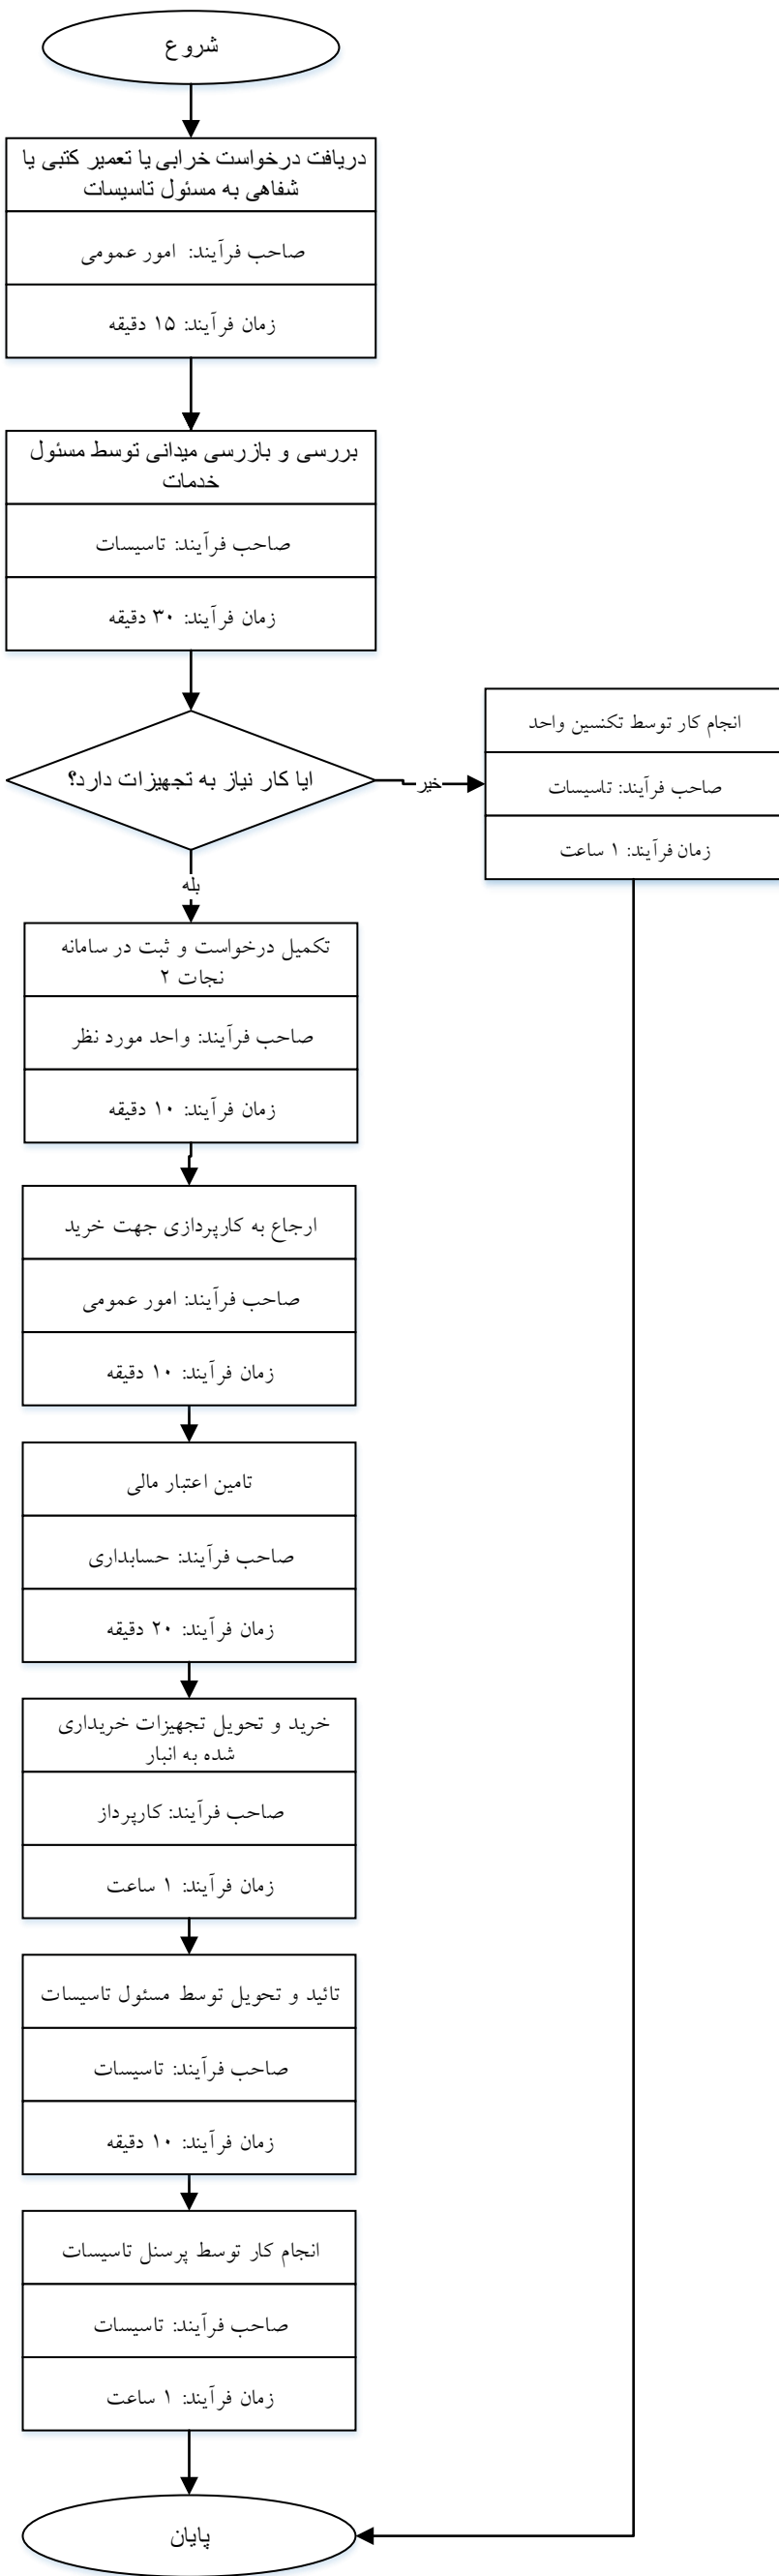 شروع
دریافت درخواست خرابی یا تعمیر کتبی یا
شفاهی به مسئول تاسیسات
صاحب فرآیند: امور عمومی
زمان فرآیند: ۱۵ دقیقه
بررسی و بازرسی میدانی توسط مسئول
خدمات
صاحب فرآیند: تاسیسات
زمان فرآیند: ۳۰ دقیقه
ایا کار نیاز به تجهیزات دارد؟
خیر
انجام کار توسط تکنسین واحد
صاحب فرآیند: تاسیسات
زمان فرآیند: ۱ ساعت
بله
تکمیل درخواست و ثبت در سامانه
نجات ۲
صاحب فرآیند: واحد مورد نظر
زمان فرآیند: ۱۰ دقیقه
ارجاع به کارپردازی جهت خرید
صاحب فرآیند: امور عمومی
زمان فرآیند: ۱۰ دقیقه
تامین اعتبار مالی
صاحب فرآیند: حسابداری
زمان فرآیند: ۲۰ دقیقه
خرید و تحویل تجهیزات خریداری
شده به انبار
صاحب فرآیند: کارپرداز
زمان فرآیند: ۱ ساعت
تائید و تحویل توسط مسئول تاسیسات
صاحب فرآیند: تاسیسات
زمان فرآیند: ۱۰ دقیقه
انجام کار توسط پرسنل تاسیسات
صاحب فرآیند: تاسیسات
زمان فرآیند: ۱ ساعت
پایان